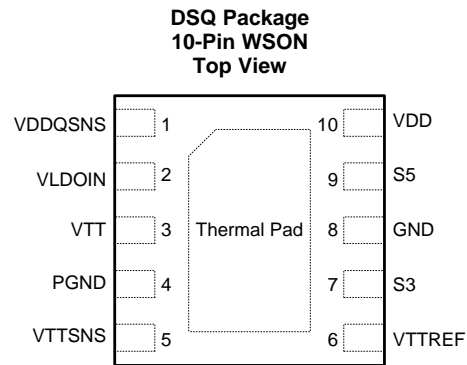 DSQ Package
10-Pin WSON
Top View
VDDQSNS 1 10 VDD
VLDOIN 2 9 S5
VTT 3 Thermal Pad 8 GND
PGND 4 7 S3
VTTSNS 5 6 VTTREF